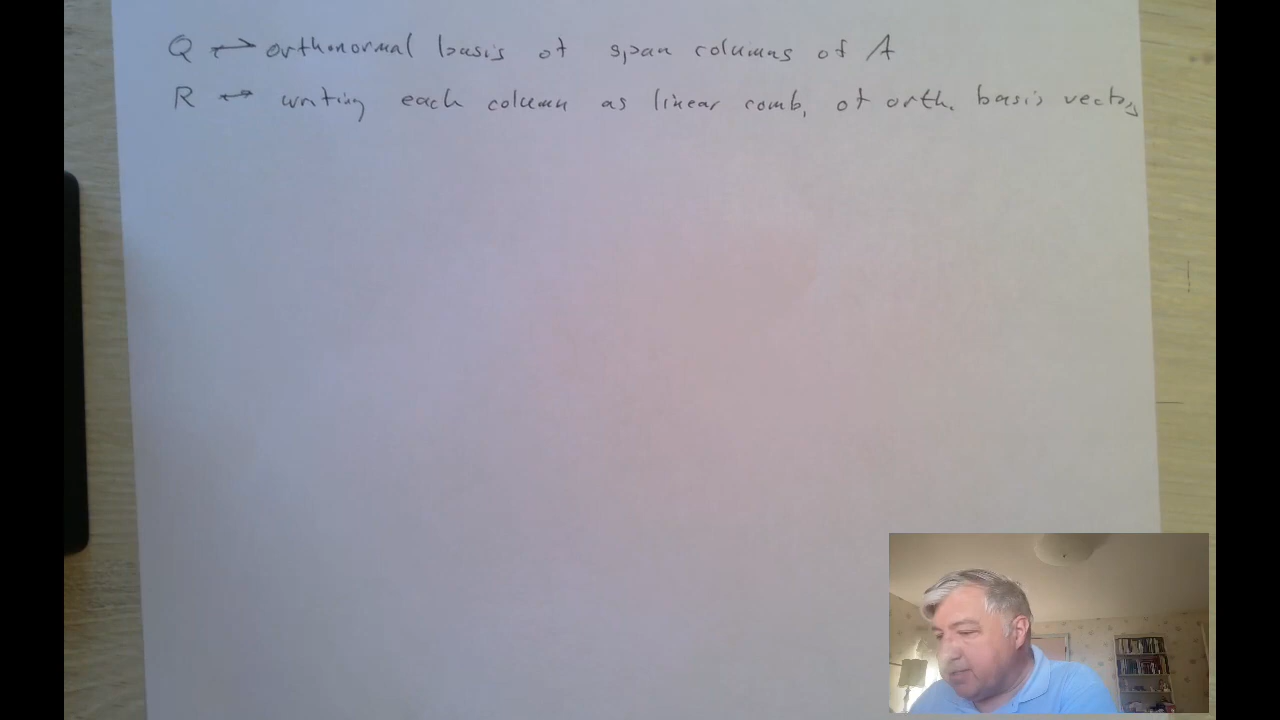 Q ↔ orthonormal basis of span columns of A
R ↔ writing each column as linear comb. of orth. basis vectors